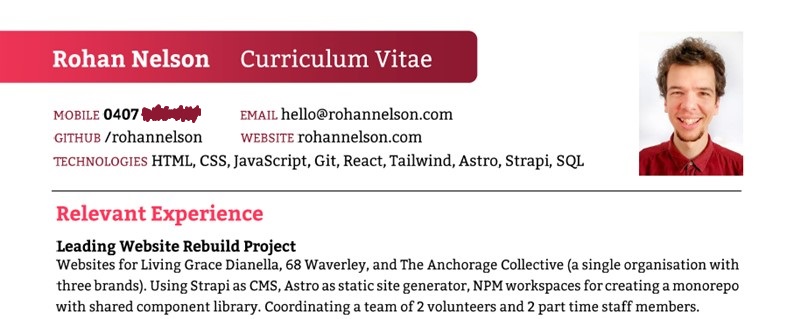 Rohan Nelson Curriculum Vitae
MOBILE 0407 EMAIL hello@rohannelson.com
GITHUB /rohannelson WEBSITE rohannelson.com
TECHNOLOGIES HTML, CSS, JavaScript, Git, React, Tailwind, Astro, Strapi, SQL
Relevant Experience
Leading Website Rebuild Project
Websites for Living Grace Dianella, 68 Waverley, and The Anchorage Collective (a single organisation with
three brands). Using Strapi as CMS, Astro as static site generator, NPM workspaces for creating a monorepo
with shared component library. Coordinating a team of 2 volunteers and 2 part time staff members.